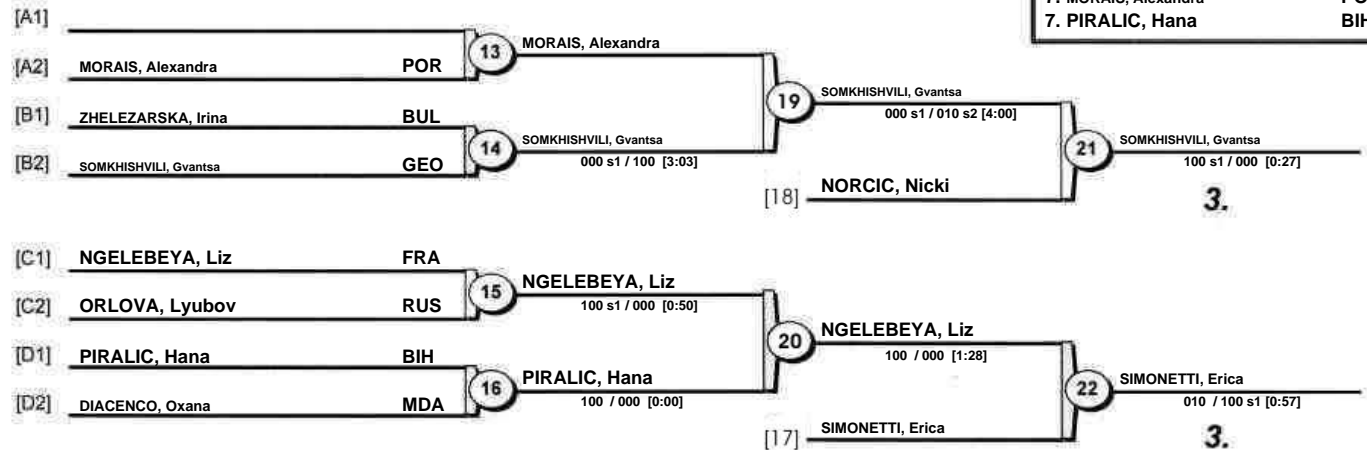 7. MORAIS, Alexandra
7. PIRALIC, Hana BIH
[A1]
[A2] MORAIS, Alexandra POR
13 MORAIS, Alexandra
[B1] ZHELEZARSKA, Irina BUL
[B2] SOMKHISHVILI, Gvantsa GEO
14 SOMKHISHVILI, Gvantsa
000 s1 / 100 [3:03]
19 SOMKHISHVILI, Gvantsa
000 s1 / 010 s2 [4:00]
[18] NORCIC, Nicki
21 SOMKHISHVILI, Gvantsa
100 s1 / 000 [0:27]
3.
[C1] NGELEBEYA, Liz FRA
[C2] ORLOVA, Lyubov RUS
15 NGELEBEYA, Liz
100 s1 / 000 [0:50]
[D1] PIRALIC, Hana BIH
[D2] DIACENCO, Oxana MDA
16 PIRALIC, Hana
100 / 000 [0:00]
20 NGELEBEYA, Liz
100 / 000 [1:28]
[17] SIMONETTI, Erica
22 SIMONETTI, Erica
010 / 100 s1 [0:57]
3.